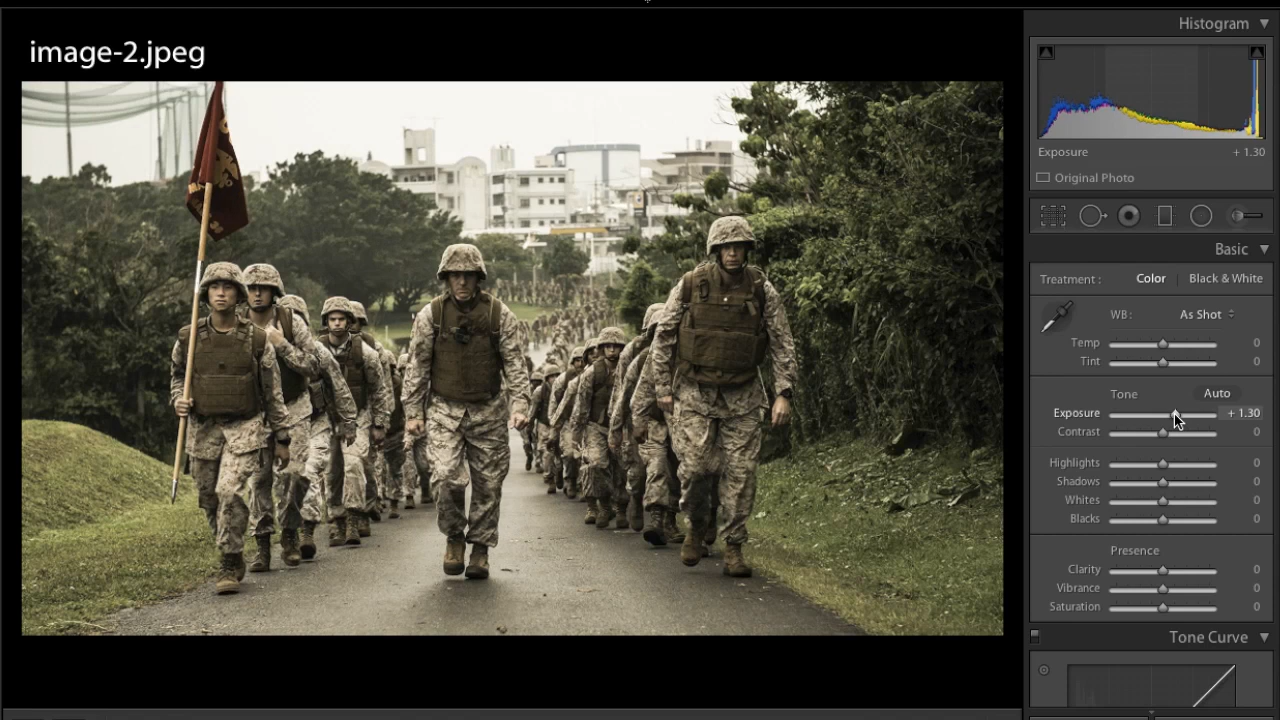 image-2.jpeg
Histogram
Exposure + 1.30
Original Photo
Basic
Treatment : Color Black & White
WB : As Shot
Temp 0
Tint 0
Tone Auto
Exposure + 1.30
Contrast 0
Highlights 0
Shadows 0
Whites 0
Blacks 0
Presence
Clarity 0
Vibrance 0
Saturation 0
Tone Curve